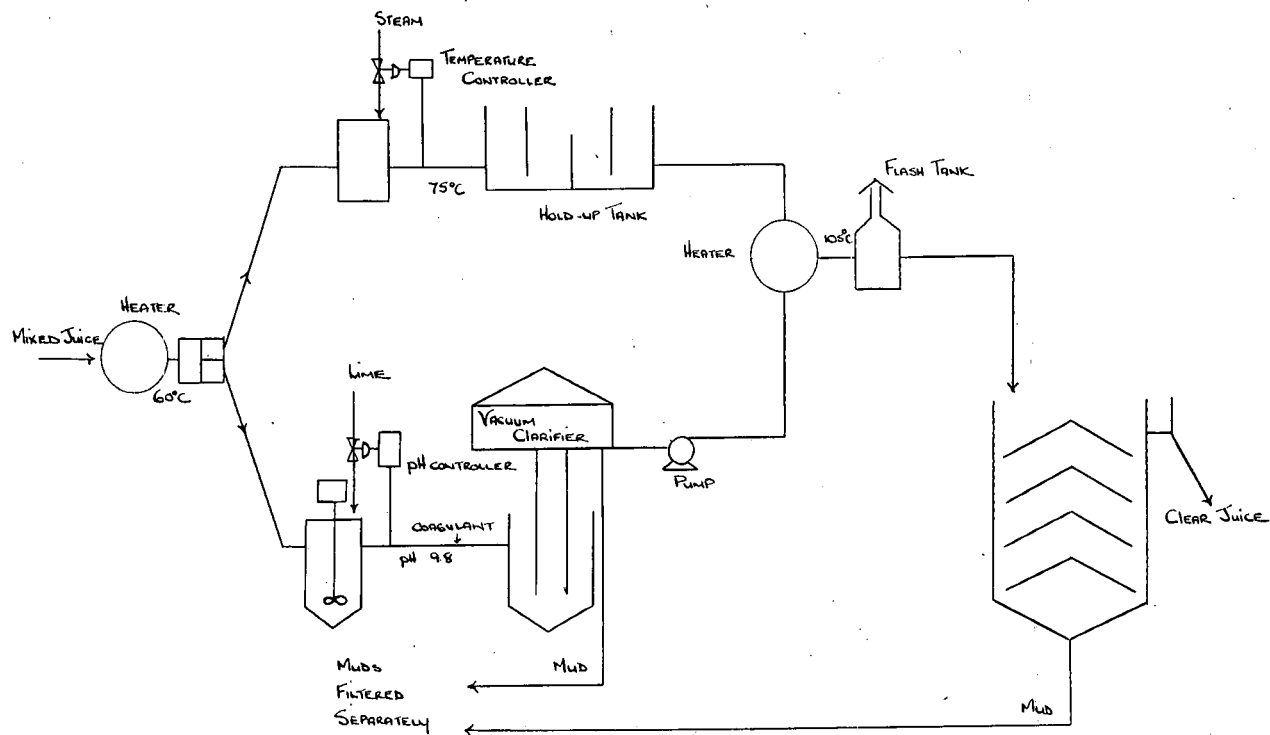 STEAM
TEMPERATURE
CONTROLLER
75°C
HOLD-UP TANK
FLASH TANK
HEATER
105°C
HEATER
MIXED JUICE
60°C
LIME
VACUUM
CLARIFIER
pH CONTROLLER
PUMP
COAGULANT
pH 9.8
CLEAR JUICE
MUDS
FILTERED
SEPARATELY
MUD
MUD